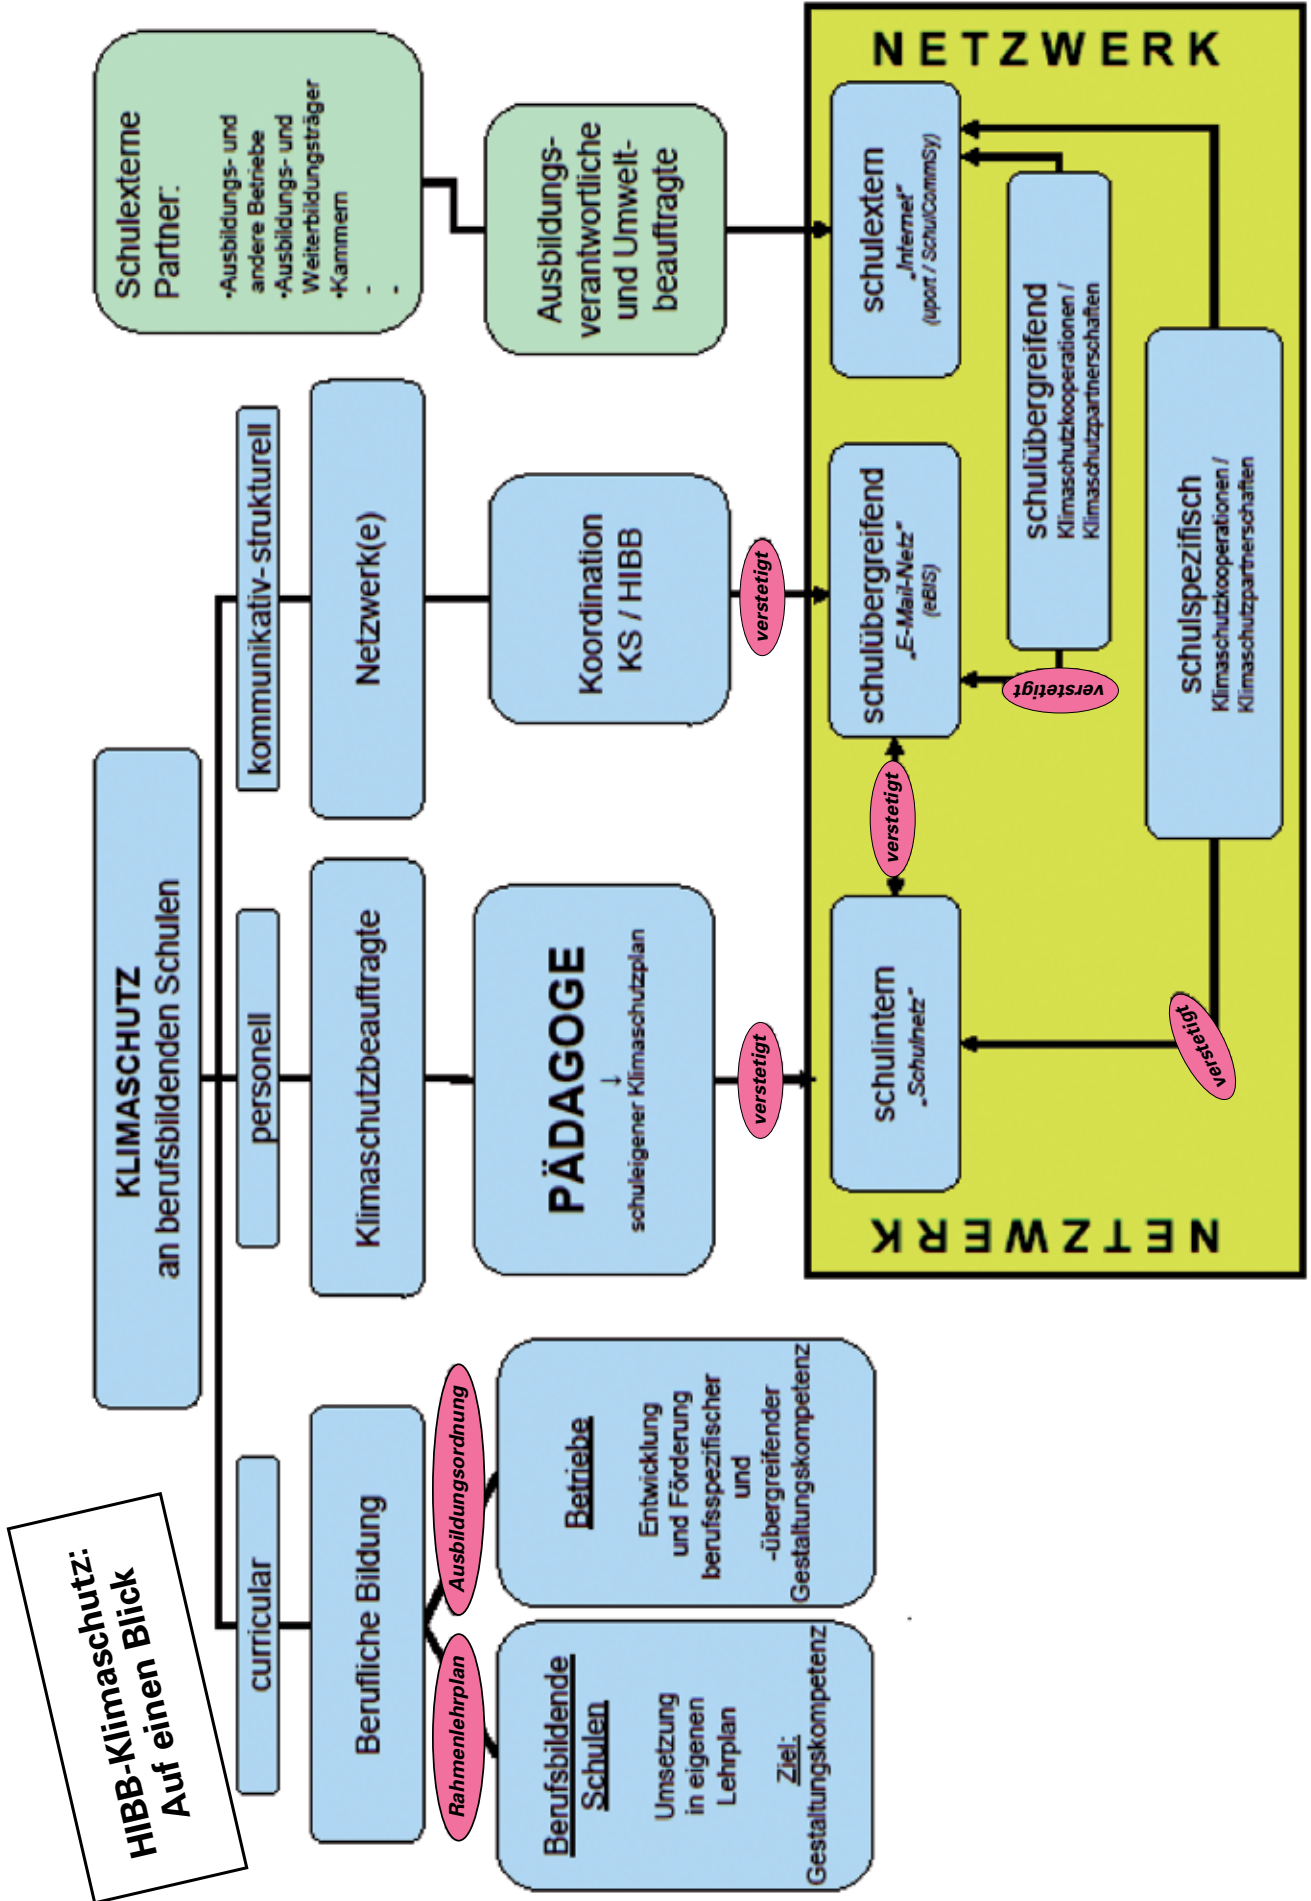 HIBB-Klimaschutz:
Auf einen Blick
KLIMASCHUTZ
an berufsbildenden Schulen
curricular
personell
kommunikativ-strukturell
Berufliche Bildung
Klimaschutzbeauftragte
Netzwerk(e)
Schulexterne
Partner:
•Ausbildungs- und
andere Betriebe
•Ausbildungs- und
Weiterbildungsträger
•Kammern
-
-
Rahmenlehrplan
Ausbildungsordnung
Berufsbildende
Schulen
Umsetzung
in eigenen
Lehrplan
Ziel:
Gestaltungskompetenz
Betriebe
Entwicklung
und Förderung
berufsspezifischer
und
-übergreifender
Gestaltungskompetenz
PÄDAGOGE
↓
schuleigener Klimaschutzplan
Koordination
KS / HIBB
Ausbildungs-
verantwortliche
und Umwelt-
beauftragte
verstetigt
verstetigt
NETZWERK
NETZWERK
schulintern
„Schulnetz“
verstetigt
schulübergreifend
„E-Mail-Netz“
(eBIS)
schulextern
„Internet“
(uport / SchulCommSy)
verstetigt
schulübergreifend
Klimaschutzkooperationen /
Klimaschutzpartnerschaften
verstetigt
schulspezifisch
Klimaschutzkooperationen /
Klimaschutzpartnerschaften